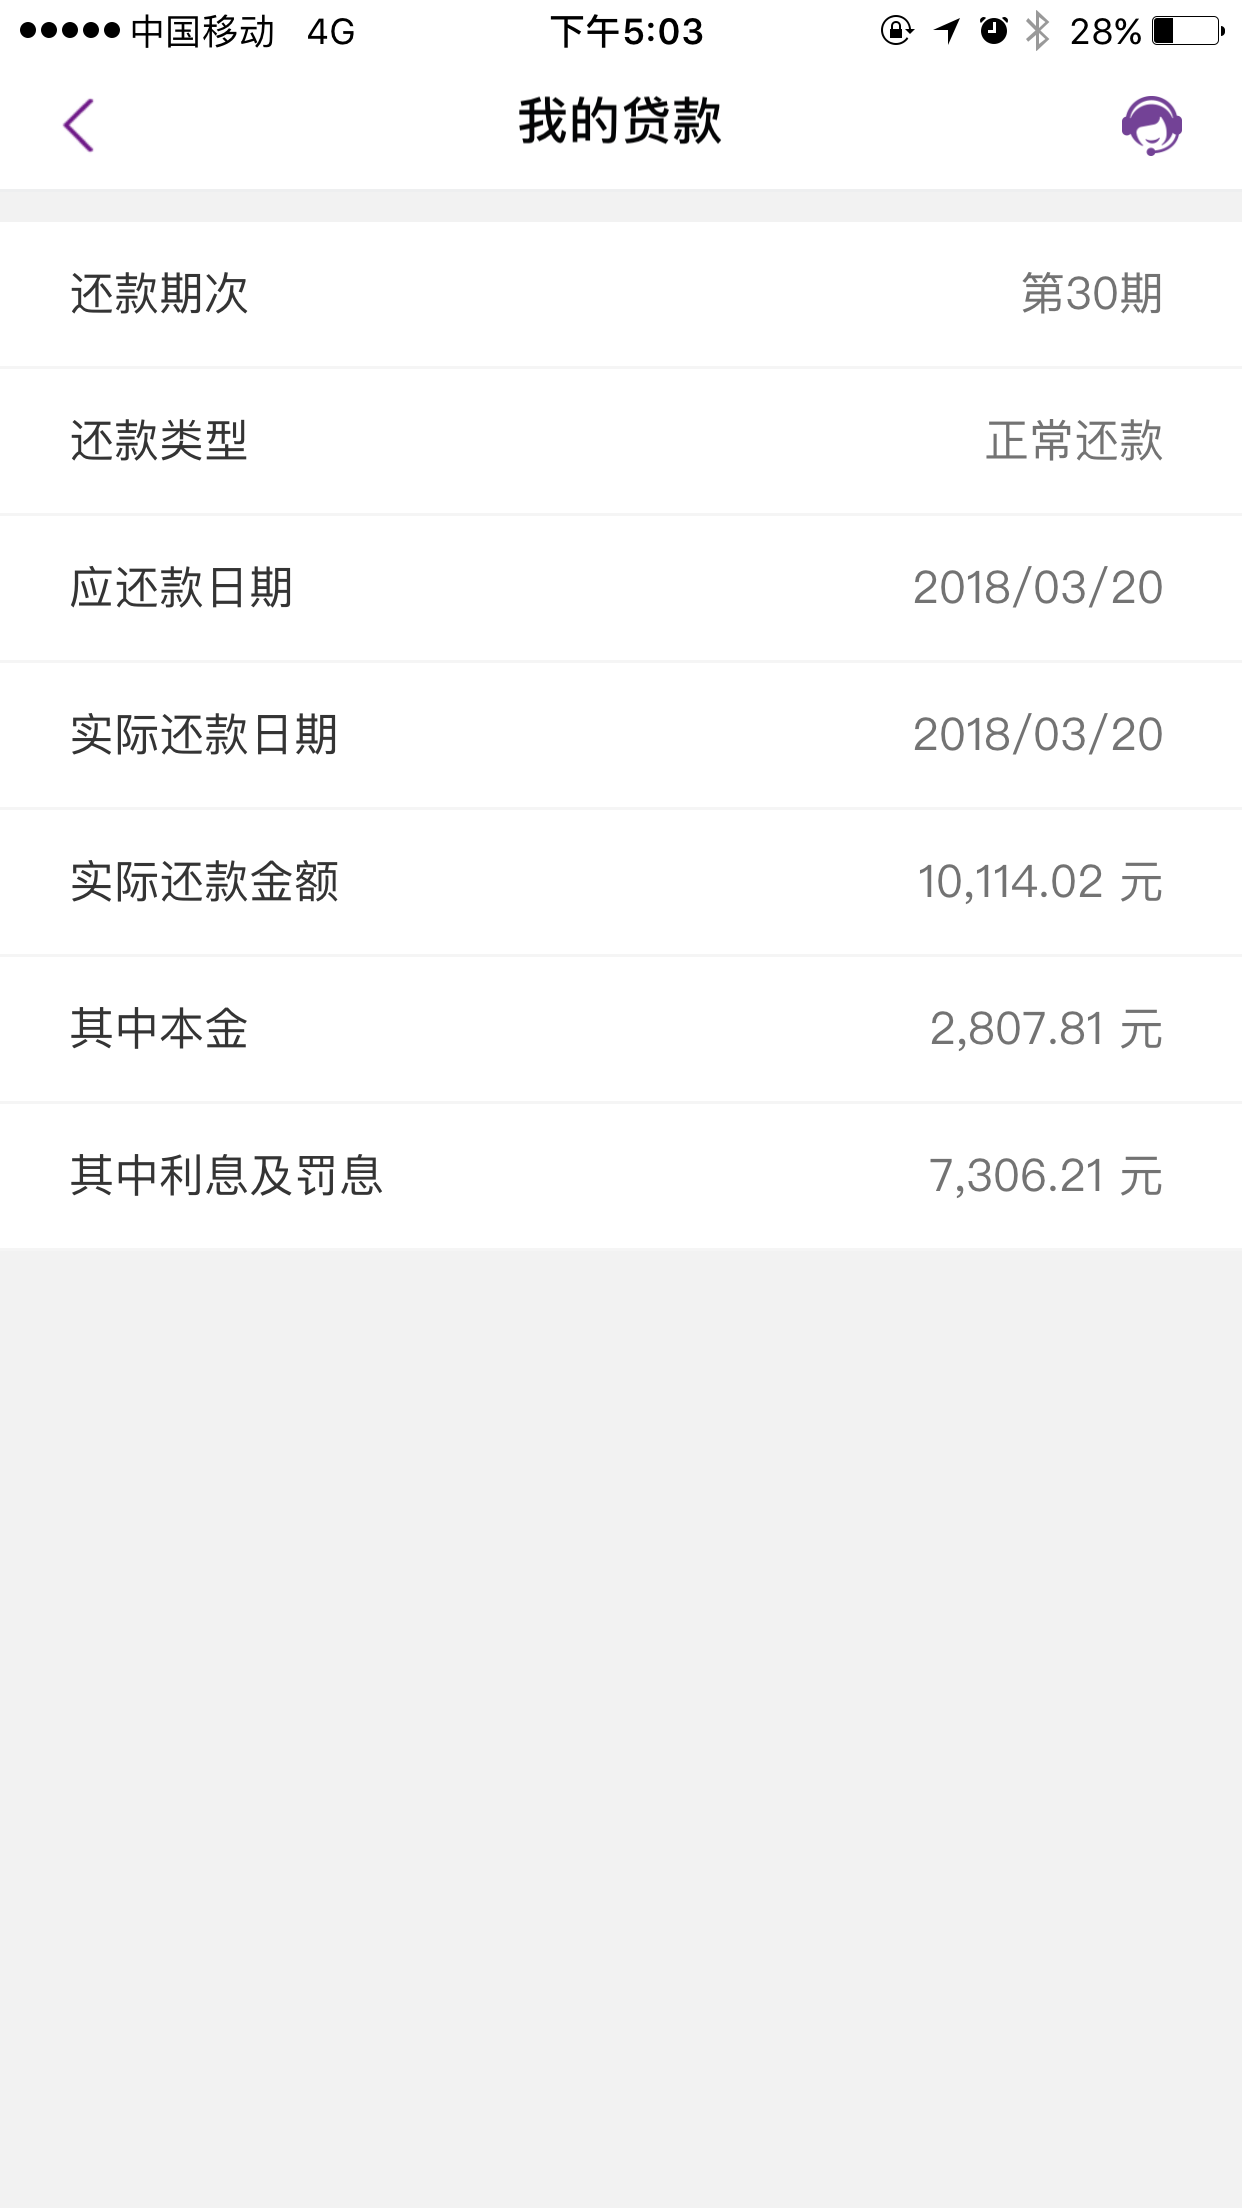 中国移动 4G 下午5:03 28%
我的贷款
还款期次 第30期
还款类型 正常还款
应还款日期 2018/03/20
实际还款日期 2018/03/20
实际还款金额 10,114.02 元
其中本金 2,807.81 元
其中利息及罚息 7,306.21 元